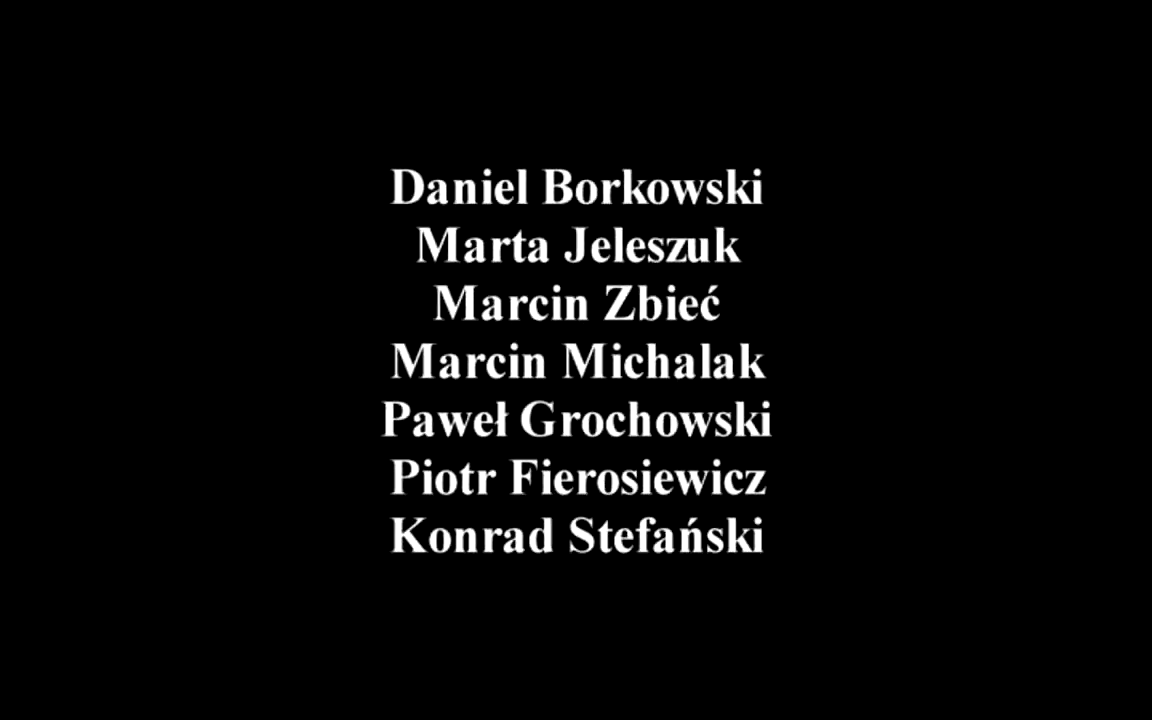 Daniel Borkowski
Marta Jeleszuk
Marcin Zbieć
Marcin Michalak
Paweł Grochowski
Piotr Fierosiewicz
Konrad Stefański